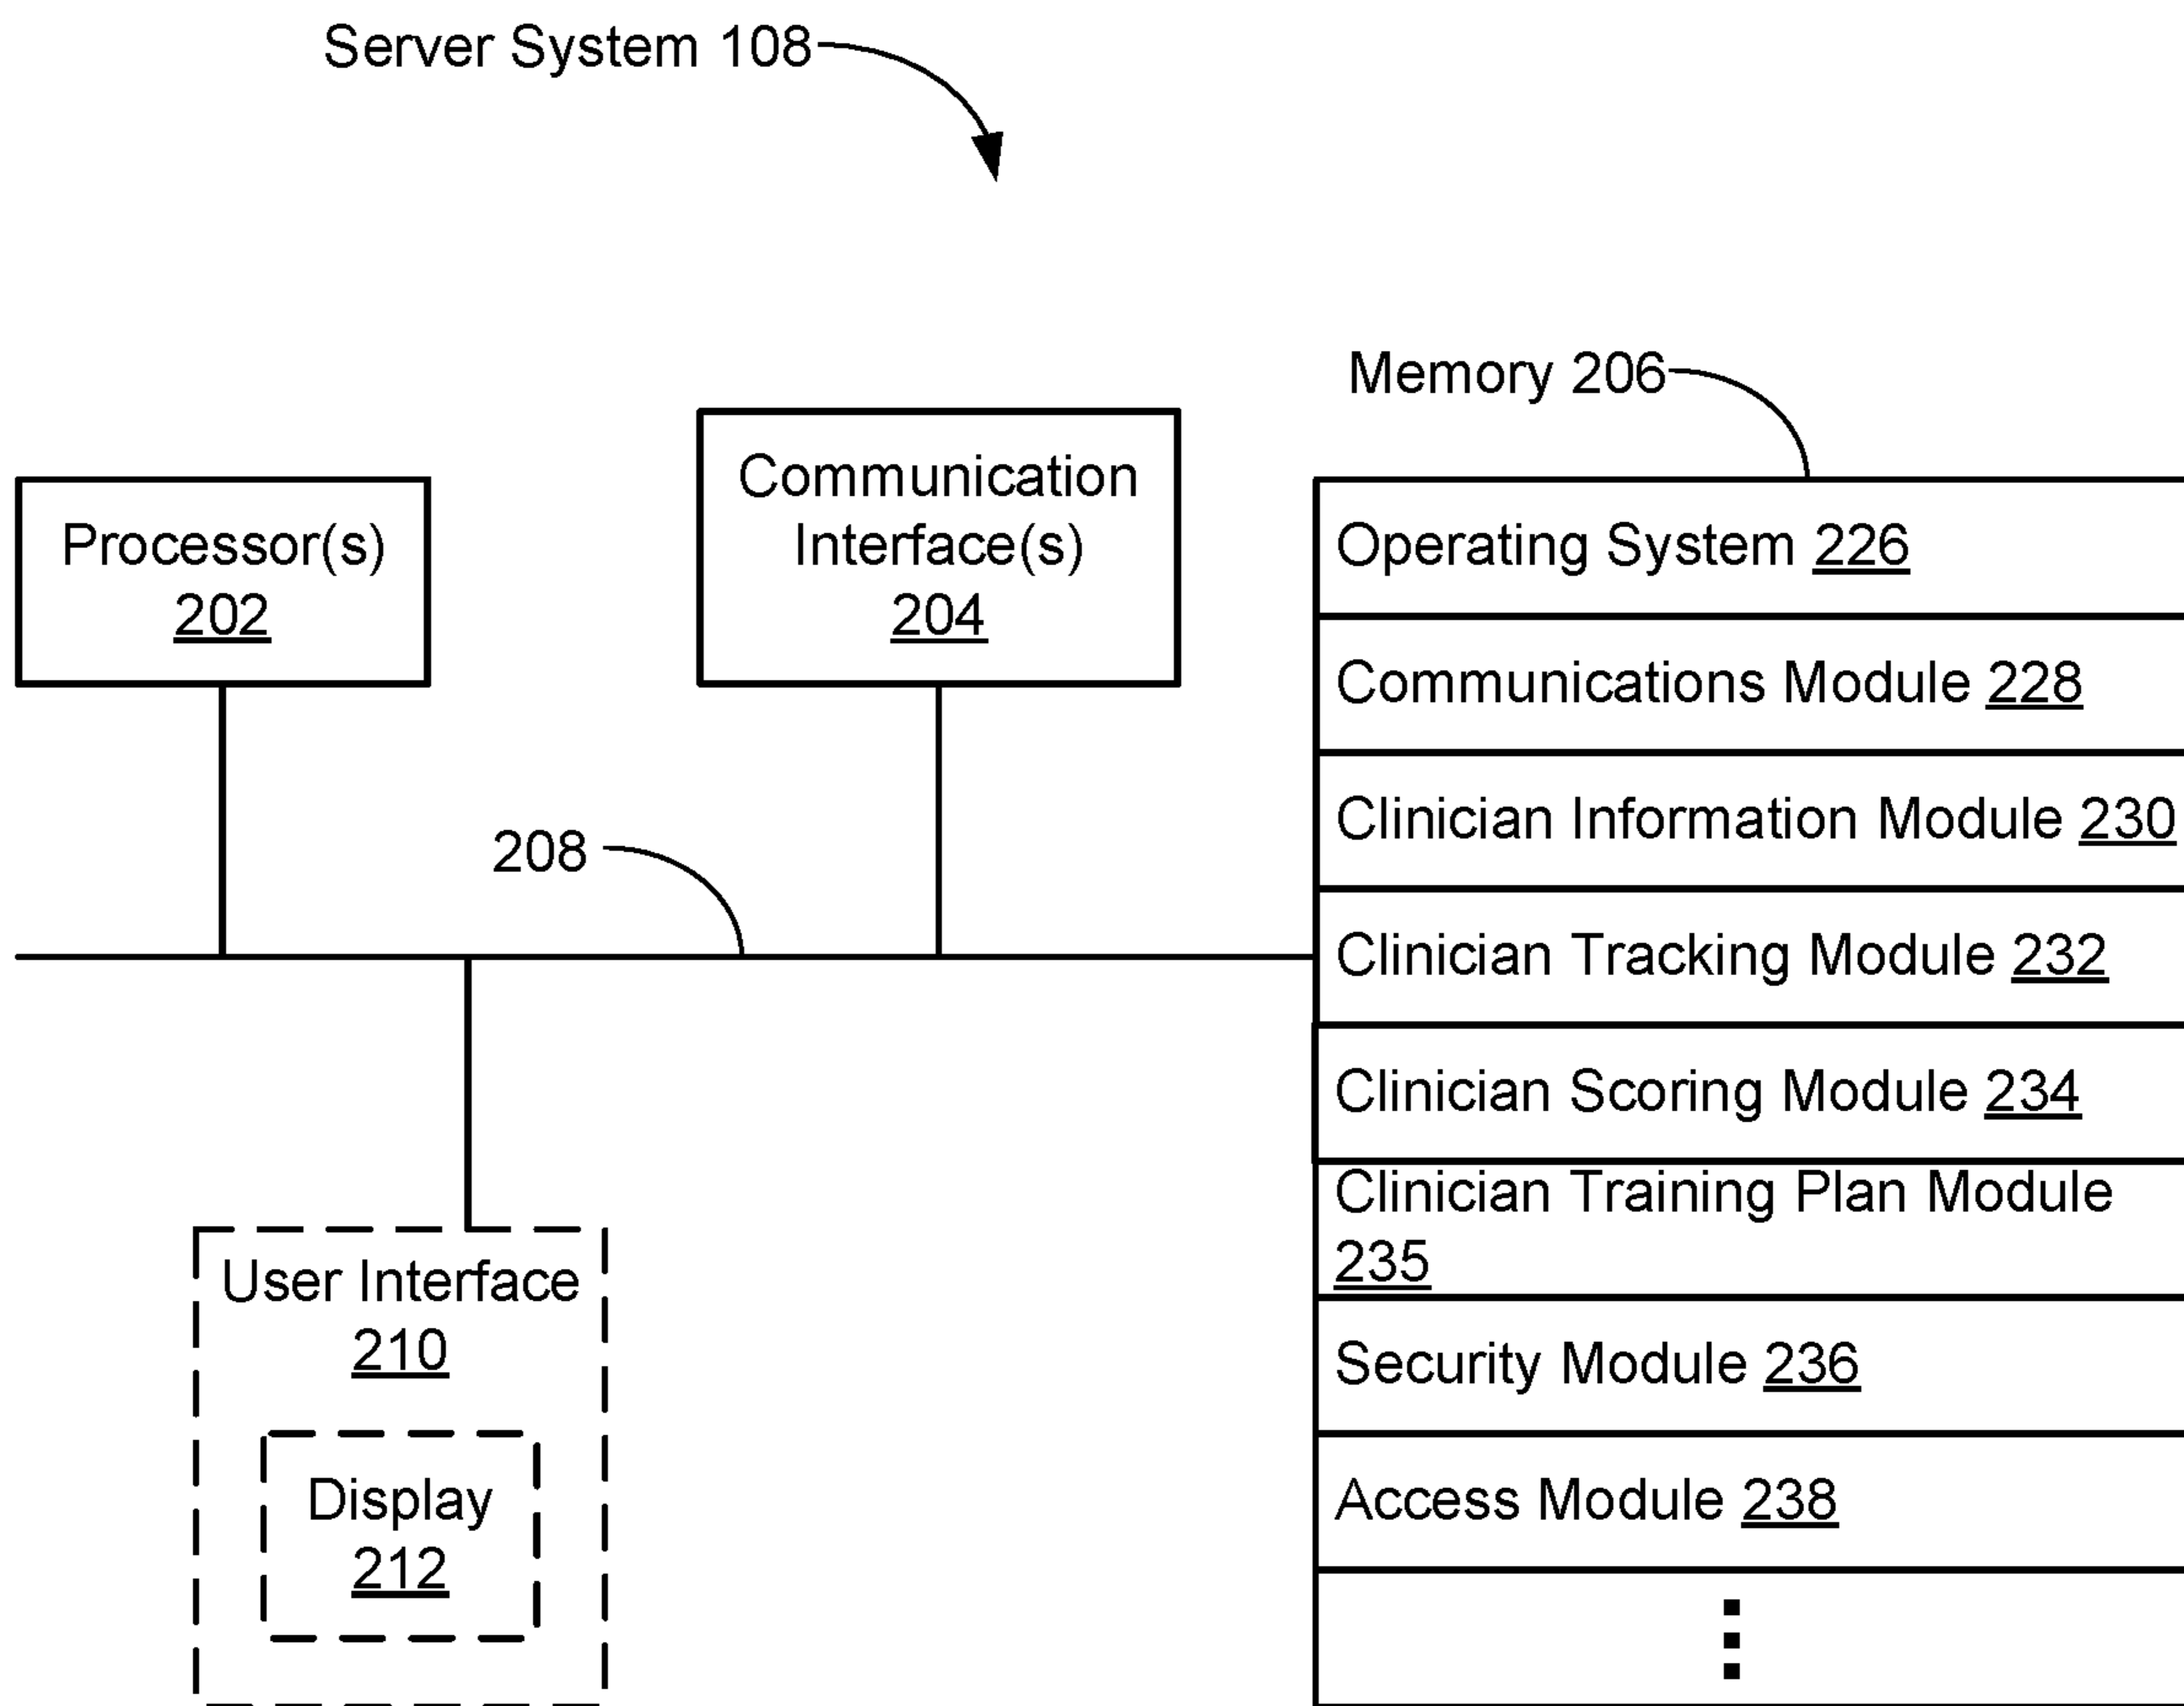 Server System 108
Memory 206
Processor(s)
202
Communication
Interface(s)
204
208
User Interface
210
Display
212
Operating System 226
Communications Module 228
Clinician Information Module 230
Clinician Tracking Module 232
Clinician Scoring Module 234
Clinician Training Plan Module
235
Security Module 236
Access Module 238